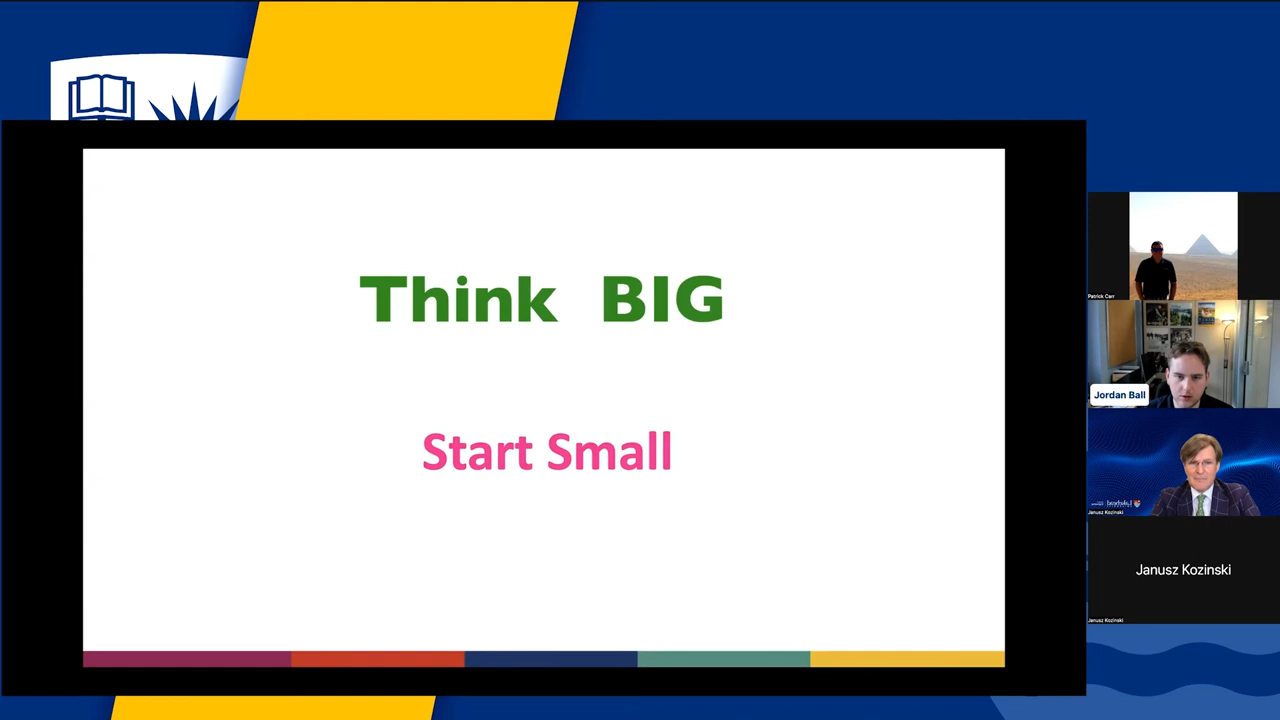 Think BIG
Start Small
Patrick Carr
Jordan Ball
Janusz Kozinski
Janusz Kozinski
Janusz Kozinski